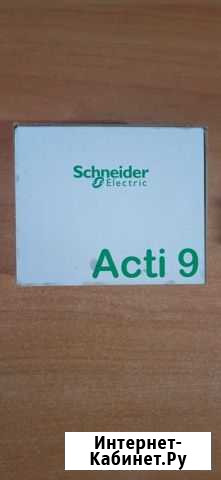 Schneider
Electric
Acti 9
Интернет-
Кабинет.Ру